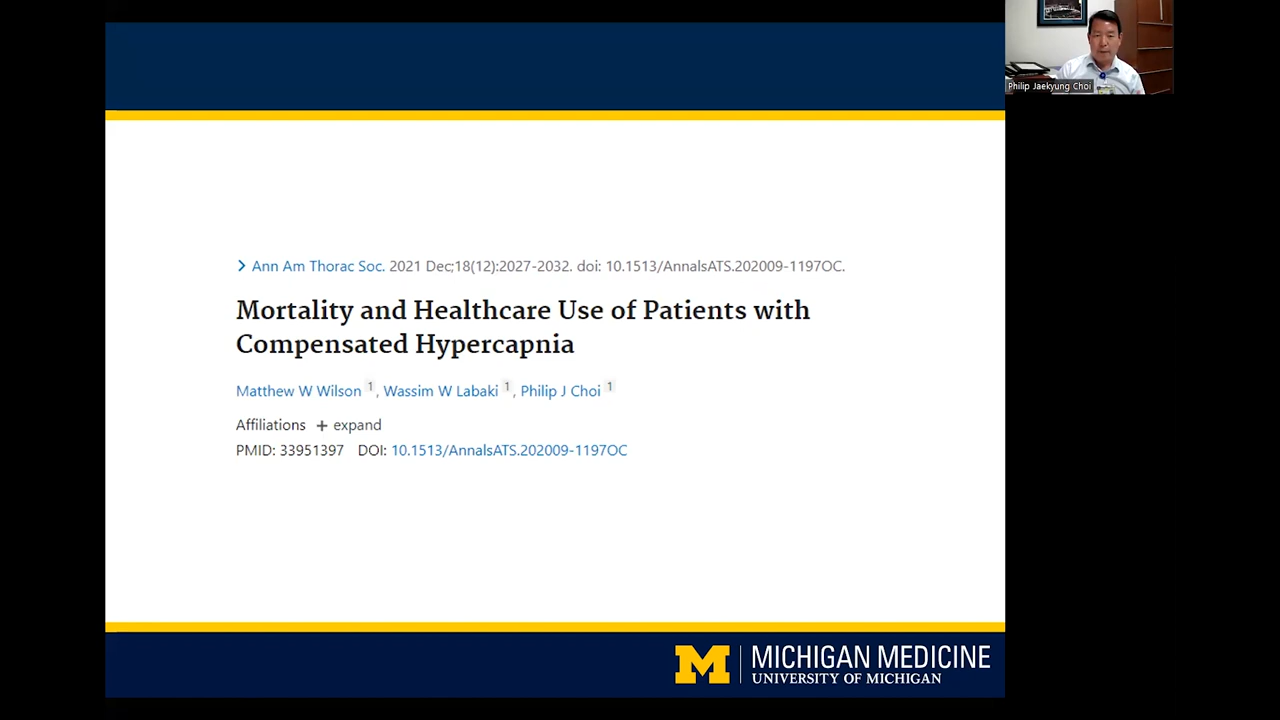 Philip Jaekyung Choi
Ann Am Thorac Soc. 2021 Dec;18(12):2027-2032. doi: 10.1513/AnnalsATS.202009-1197OC.
Mortality and Healthcare Use of Patients with
Compensated Hypercapnia
Matthew W Wilson 1, Wassim W Labaki 1, Philip J Choi 1
Affiliations + expand
PMID: 33951397 DOI: 10.1513/AnnalsATS.202009-1197OC
M MICHIGAN MEDICINE
UNIVERSITY OF MICHIGAN